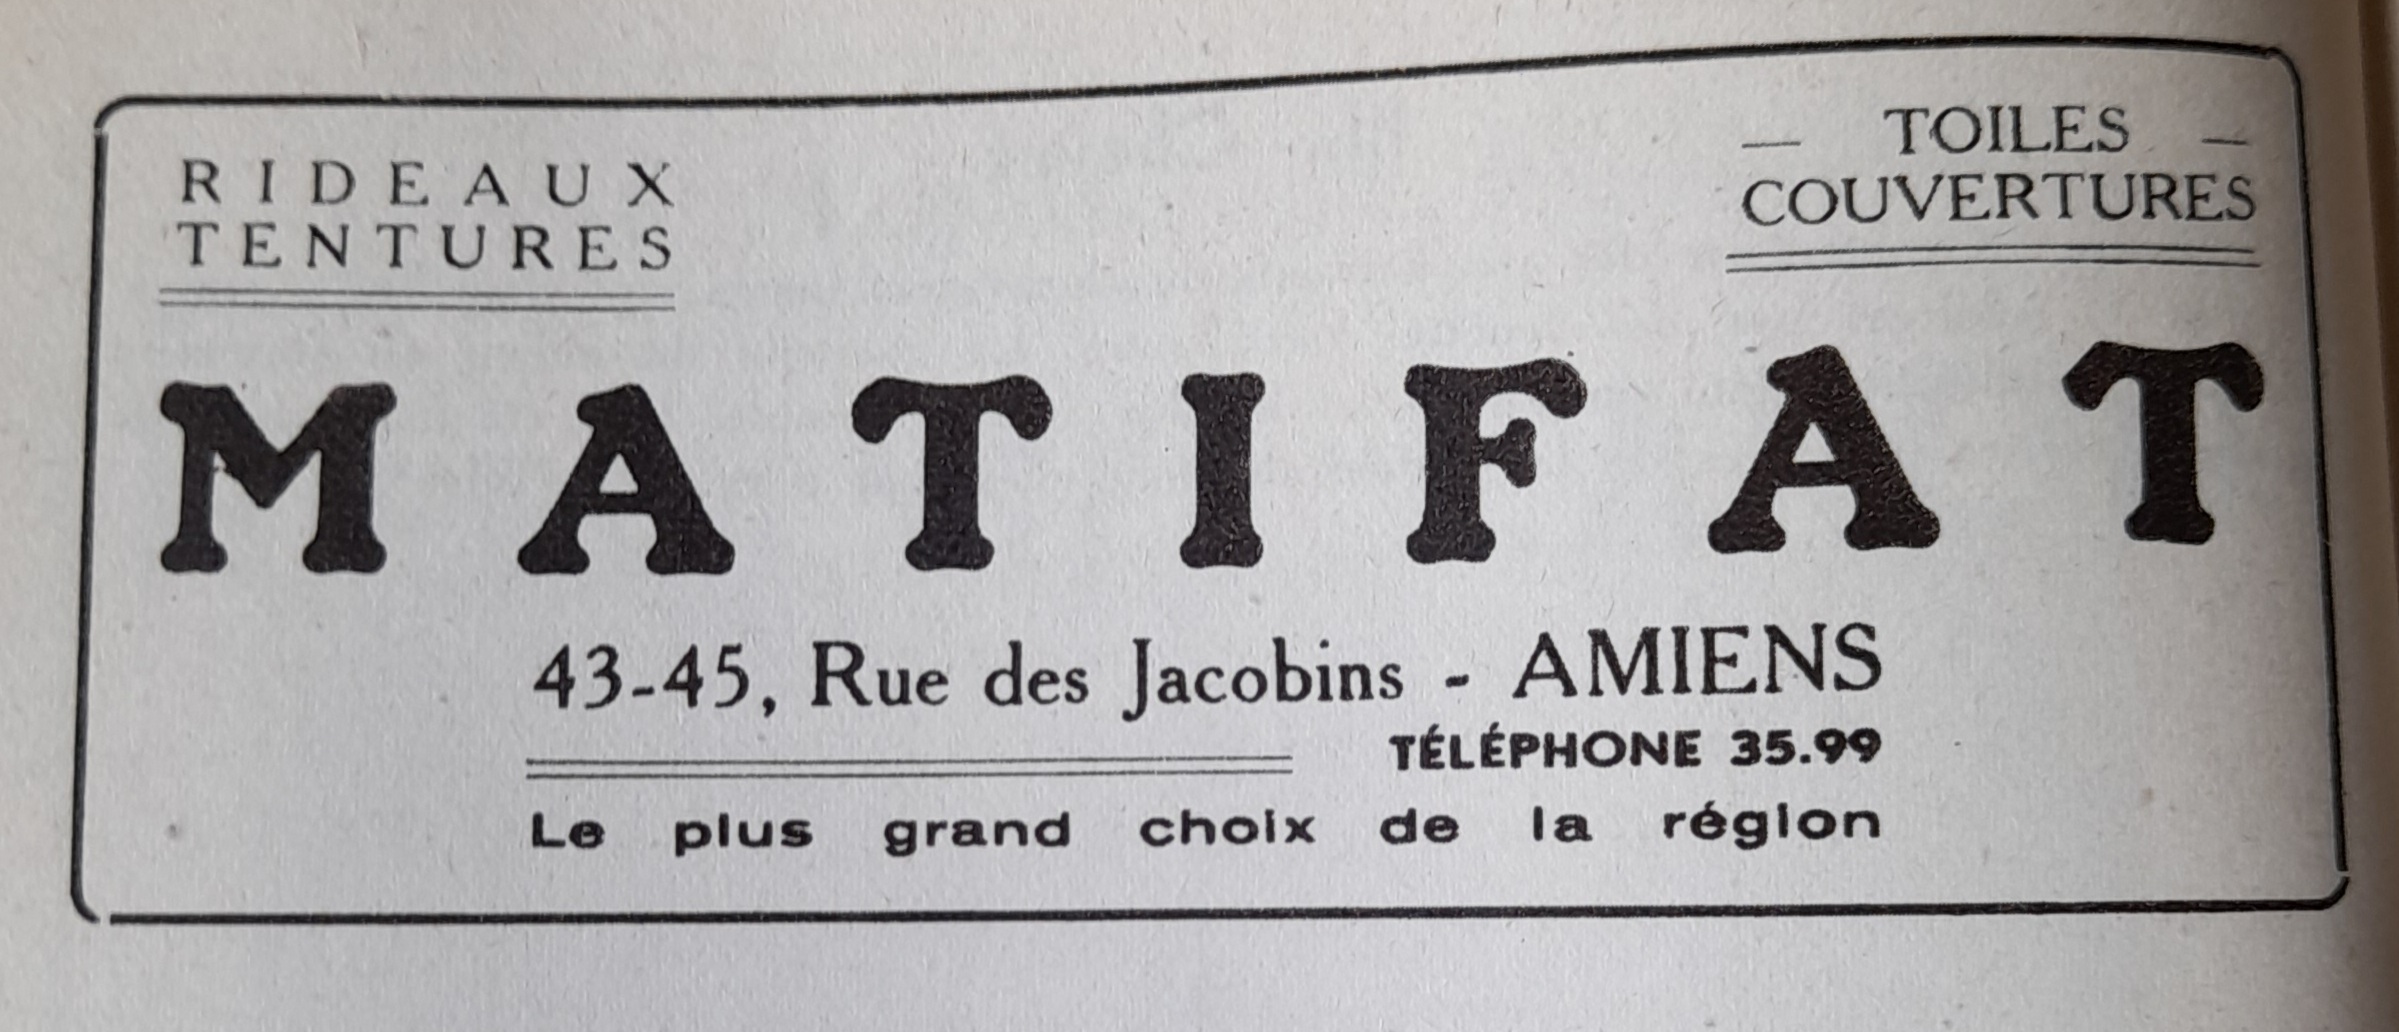 RIDEAUX
TENTURES
— TOILES —
COUVERTURES
MATIFAT
43-45, Rue des Jacobins - AMIENS
TÉLÉPHONE 35.99
Le plus grand choix de la région